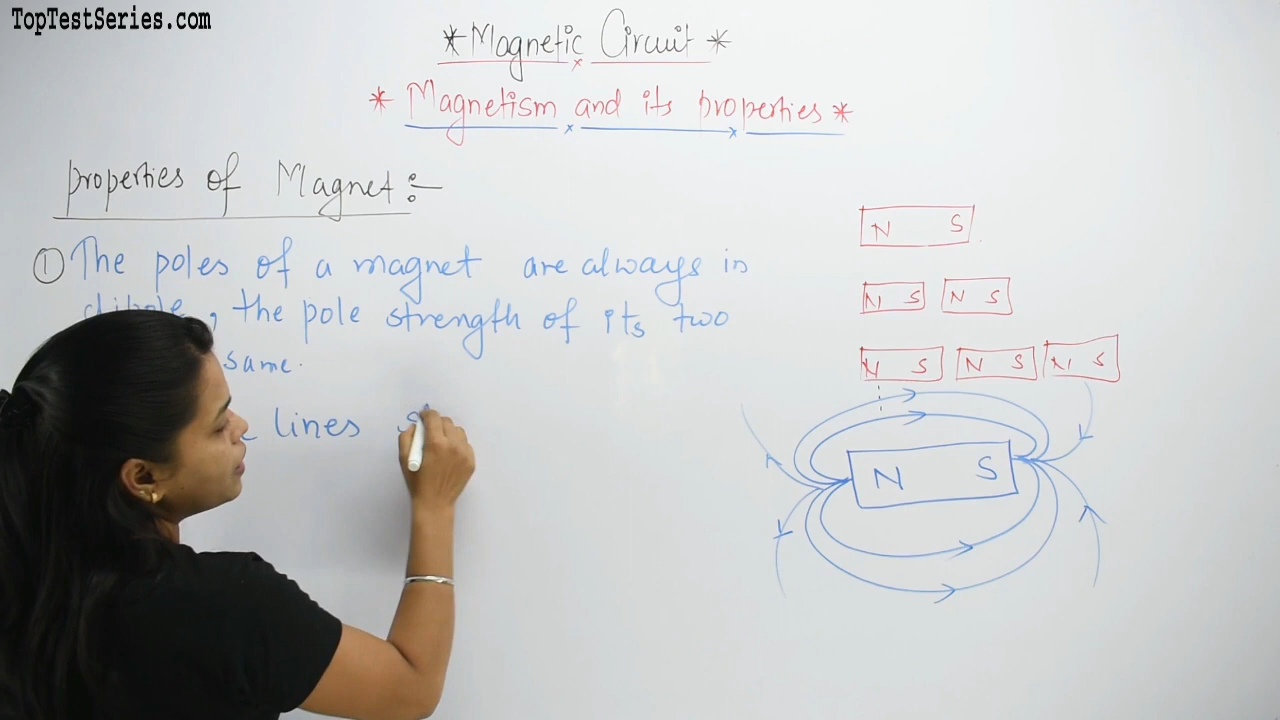 TopTestSeries.com
* Magnetic Circuit *
* Magnetism and its properties *
properties of Magnet:-
① The poles of a magnet are always in
, the pole strength of its two
same.
lines
N S
N S N S
N S N S N S
N S